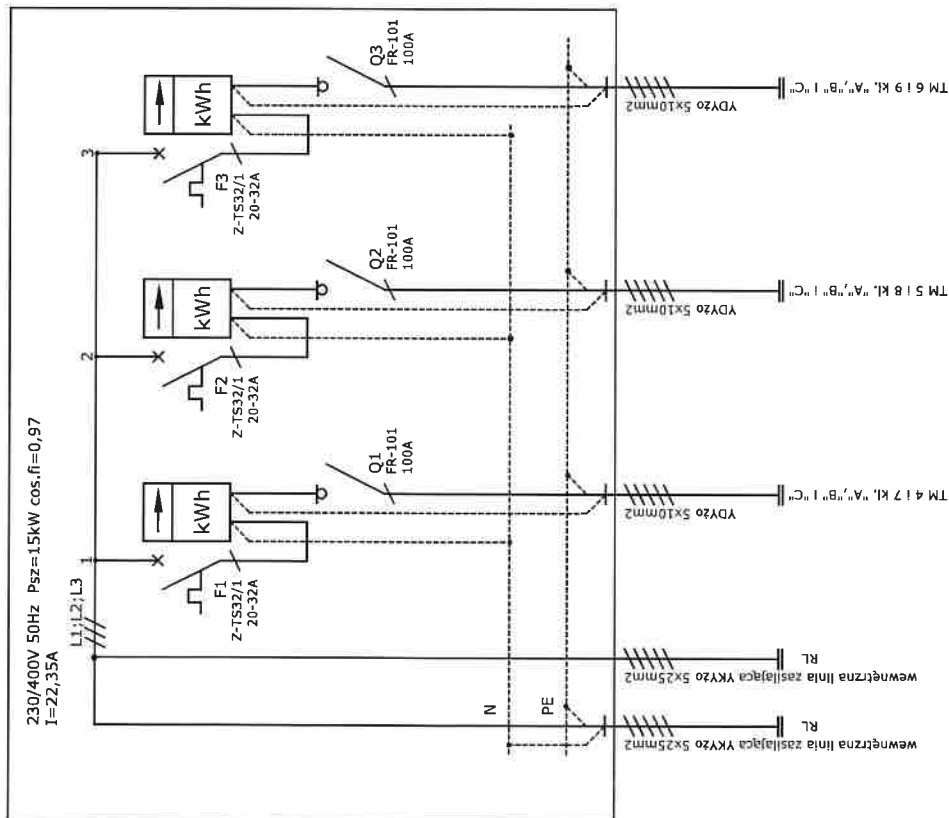 230/400V 50Hz Psz=15kW cos.fi=0,97
I=22,35A
L1;L2;L3
1
2
3
kWh
kWh
kWh
F1
Z-TS32/1
20-32A
F2
Z-TS32/1
20-32A
F3
Z-TS32/1
20-32A
Q1
FR-101
100A
Q2
FR-101
100A
Q3
FR-101
100A
N
PE
wewnętrzna linia zasilająca YKYżo 5x25mm2
RL
wewnętrzna linia zasilająca YKYżo 5x25mm2
RL
YDYżo 5x10mm2
TM 4 i 7 kl. "A","B" i "C"
YDYżo 5x10mm2
TM 5 i 8 kl. "A","B" i "C"
YDYżo 5x10mm2
TM 6 i 9 kl. "A","B" i "C"